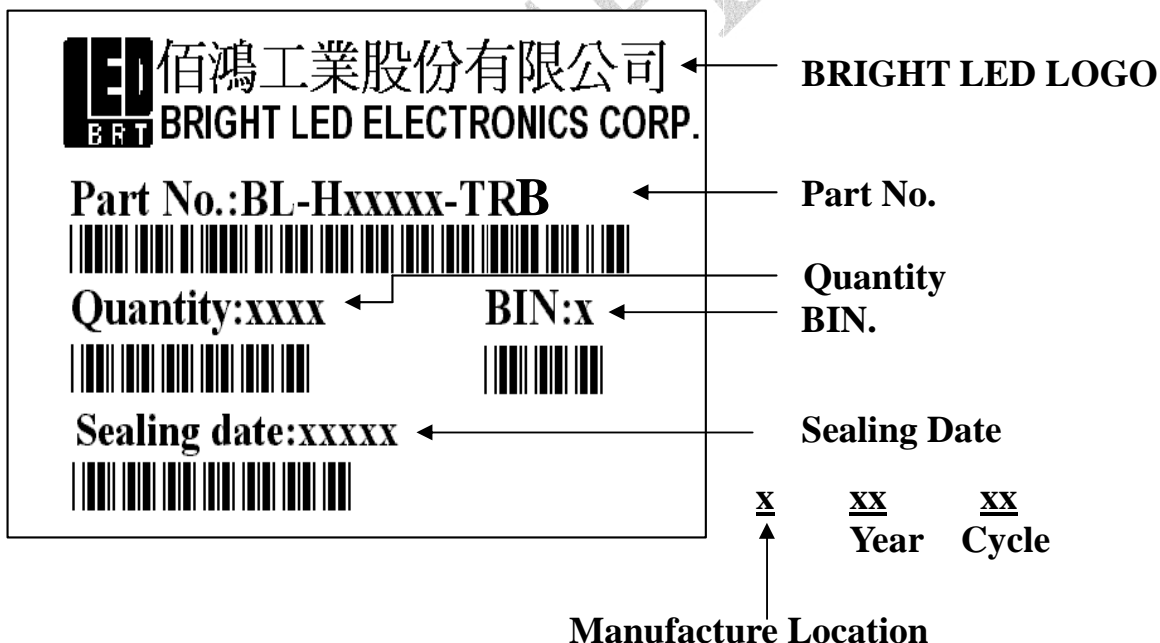 LED
BRT
佰鴻工業股份有限公司
BRIGHT LED ELECTRONICS CORP.
BRIGHT LED LOGO
Part No.:BL-Hxxxxx-TRB
Part No.
Quantity:xxxx
BIN:x
Quantity
BIN.
Sealing date:xxxxx
Sealing Date
x xx xx
Year Cycle
Manufacture Location